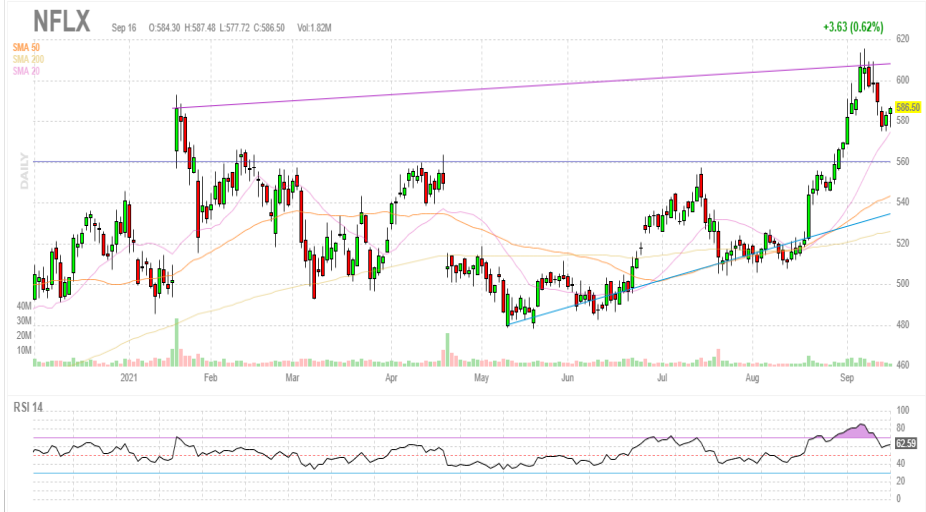 NFLX Sep 16 O:584.30 H:587.48 L:577.72 C:586.50 Vol:1.82M +3.63 (0.62%)
SMA 50
SMA 200
SMA 20
DAILY
620
600
586.50
580
560
540
520
500
480
460
40M
30M
20M
10M
2021 Feb Mar Apr May Jun Jul Aug Sep
RSI 14
100
80
62.59
40
20
0